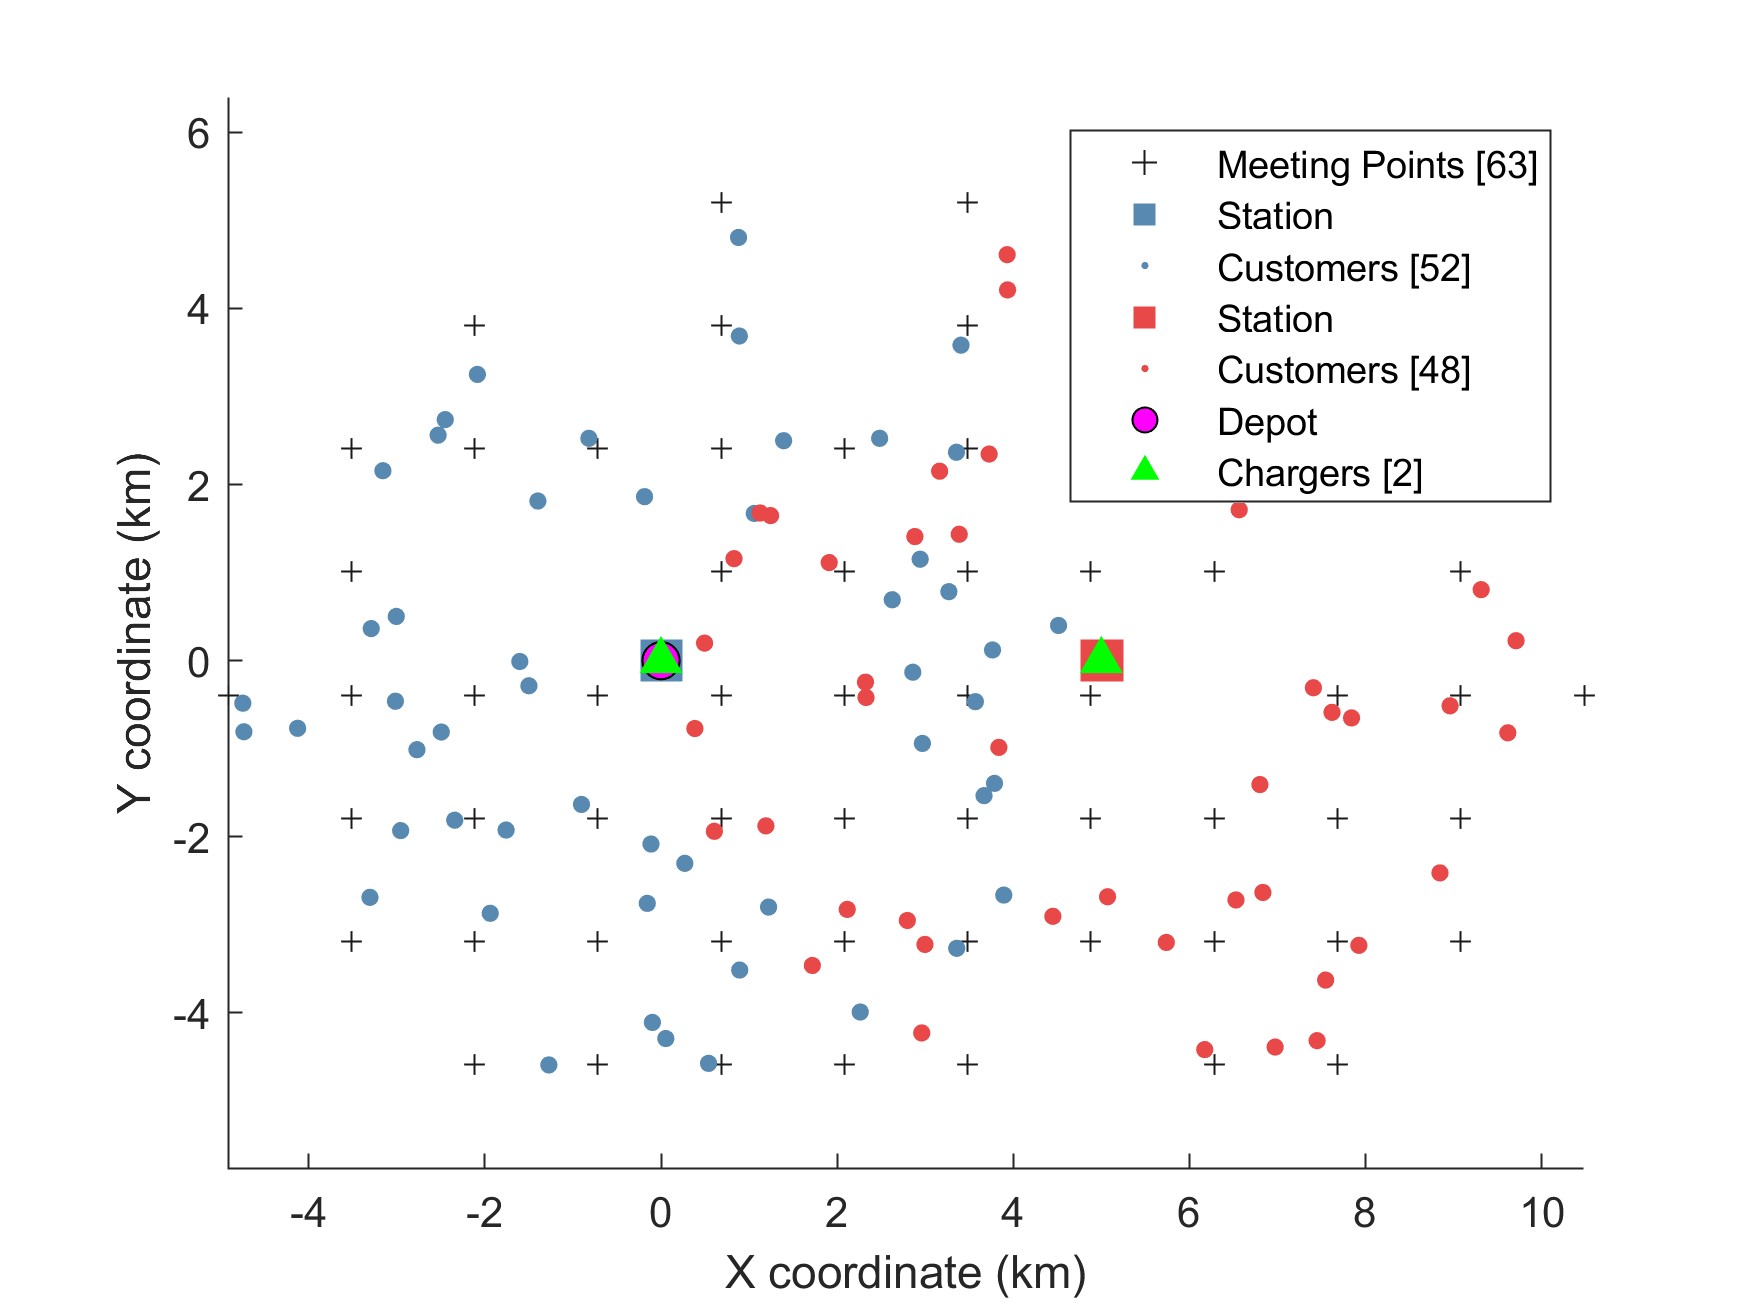 6
4
2
0
-2
-4
Y coordinate (km)
Meeting Points [63]
Station
Customers [52]
Station
Customers [48]
Depot
Chargers [2]
-4 -2 0 2 4 6 8 10
X coordinate (km)